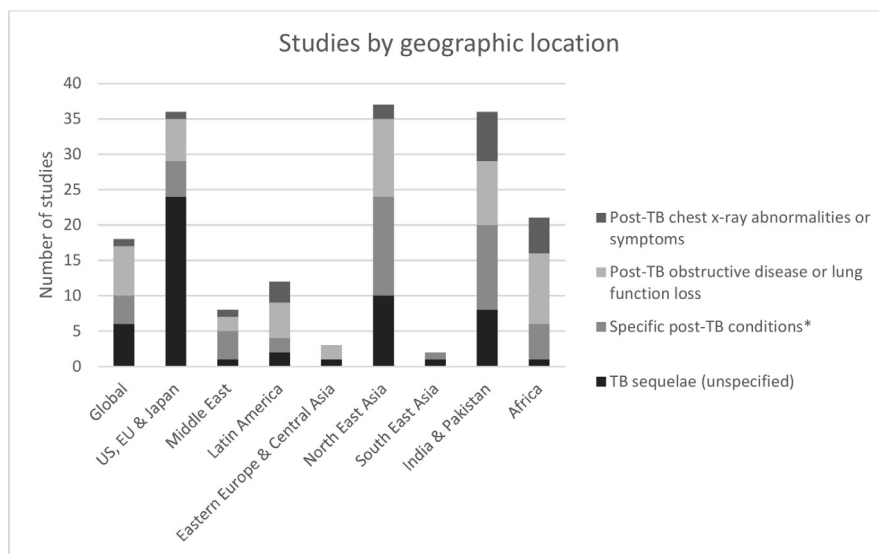 Studies by geographic location
Number of studies
40
35
30
25
20
15
10
5
0
Global
US, EU & Japan
Middle East
Latin America
Eastern Europe & Central Asia
North East Asia
South East Asia
India & Pakistan
Africa
Post-TB chest x-ray abnormalities or
symptoms
Post-TB obstructive disease or lung
function loss
Specific post-TB conditions*
TB sequelae (unspecified)